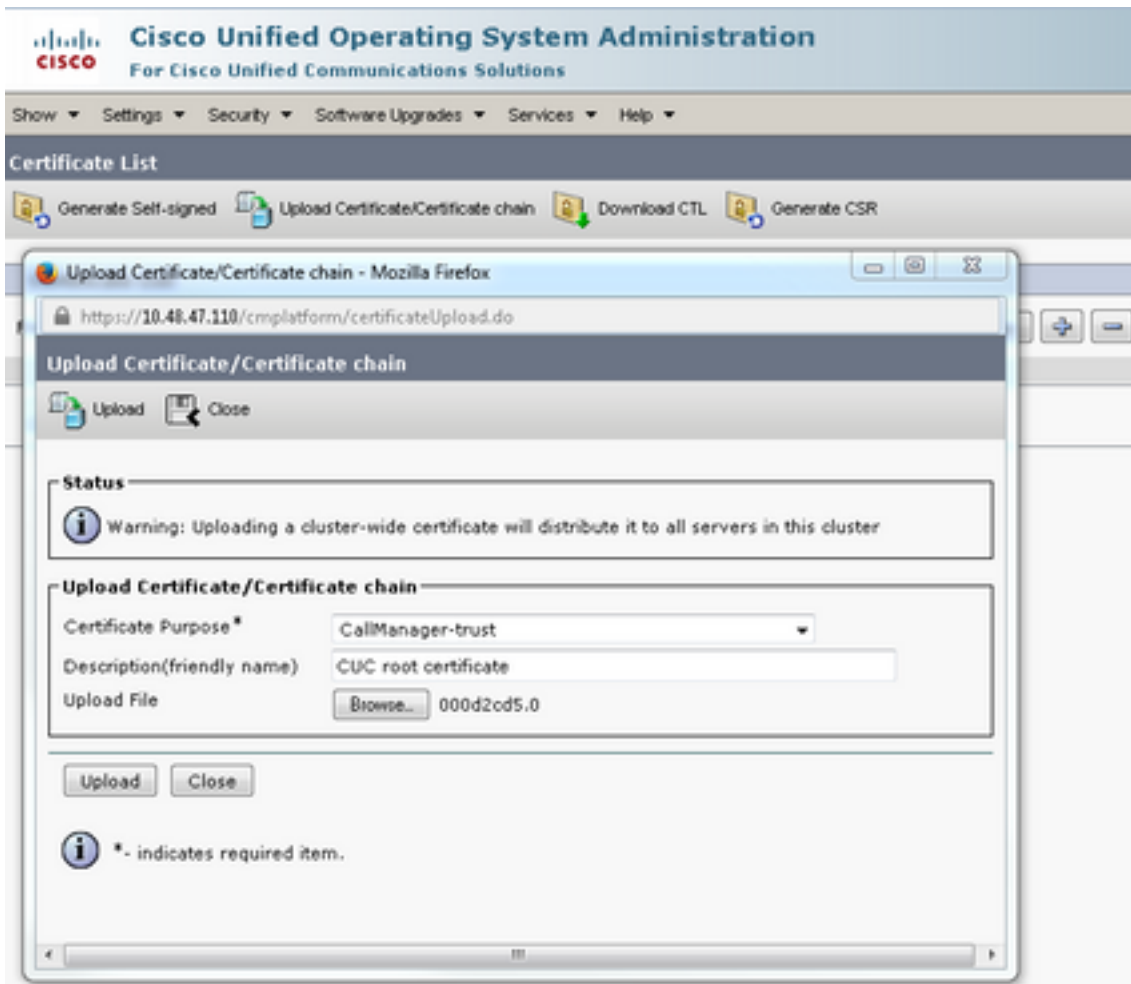 Cisco Unified Operating System Administration
CISCO
For Cisco Unified Communications Solutions
Show Settings Security Software Upgrades Services Help
Certificate List
Generate Self-signed Upload Certificate/Certificate chain Download CTL Generate CSR
Upload Certificate/Certificate chain - Mozilla Firefox
https://10.48.47.110/cmplatform/certificateUpload.do
Upload Certificate/Certificate chain
Upload Close
Status
Warning: Uploading a cluster-wide certificate will distribute it to all servers in this cluster
Upload Certificate/Certificate chain
Certificate Purpose* CallManager-trust
Description(friendly name) CUC root certificate
Upload File Browse.. 000d2cd5.0
Upload Close
*- indicates required item.